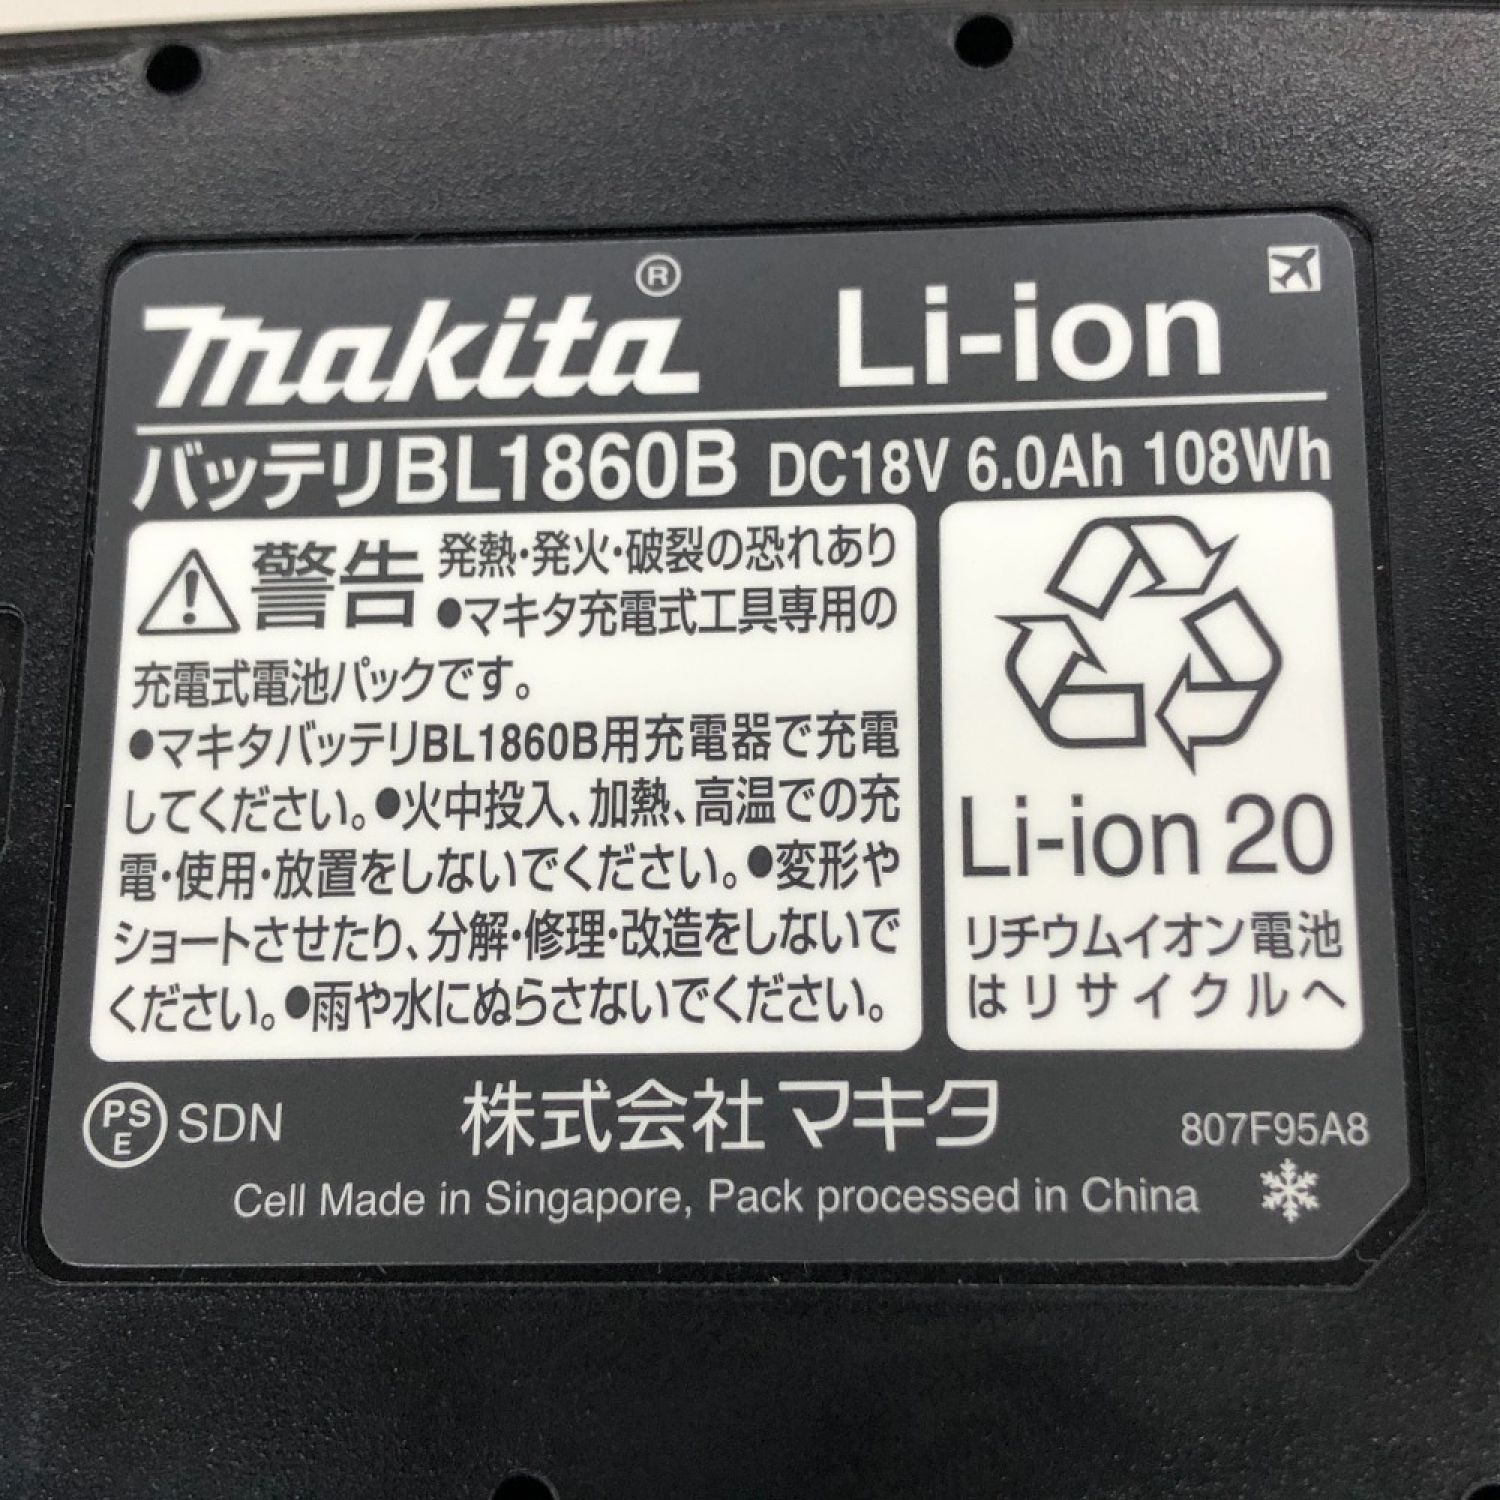 makita® Li-ion
バッテリBL1860B DC18V 6.0Ah 108Wh
警告 発熱・発火・破裂の恐れあり
●マキタ充電式工具専用の
充電式電池パックです。
●マキタバッテリBL1860B用充電器で充電
してください。●火中投入、加熱、高温での充
電・使用・放置をしないでください。●変形や
ショートさせたり、分解・修理・改造をしないで
ください。●雨や水にぬらさないでください。
Li-ion 20
リチウムイオン電池
はリサイクルへ
PSE SDN 株式会社マキタ 807F95A8
Cell Made in Singapore, Pack processed in China